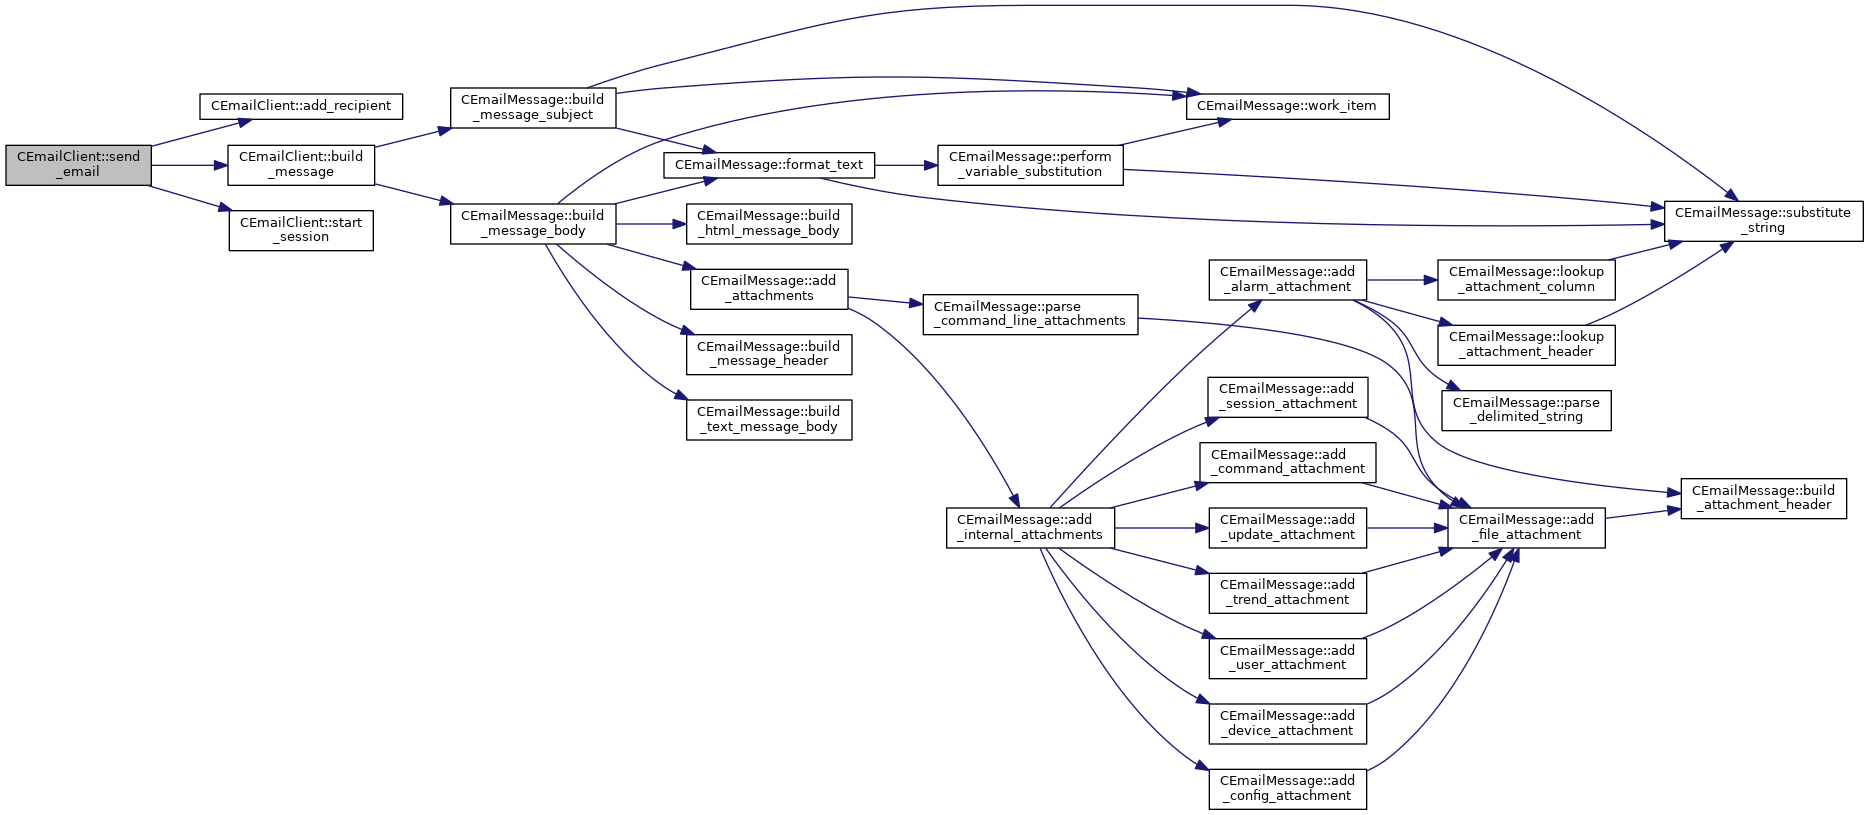 CEmailClient::send
_email
CEmailClient::add_recipient
CEmailClient::build
_message
CEmailClient::start
_session
CEmailMessage::build
_message_subject
CEmailMessage::build
_message_body
CEmailMessage::format_text
CEmailMessage::build
_html_message_body
CEmailMessage::add
_attachments
CEmailMessage::build
_message_header
CEmailMessage::build
_text_message_body
CEmailMessage::perform
_variable_substitution
CEmailMessage::parse
_command_line_attachments
CEmailMessage::add
_internal_attachments
CEmailMessage::work_item
CEmailMessage::add
_alarm_attachment
CEmailMessage::add
_session_attachment
CEmailMessage::add
_command_attachment
CEmailMessage::add
_update_attachment
CEmailMessage::add
_trend_attachment
CEmailMessage::add
_user_attachment
CEmailMessage::add
_device_attachment
CEmailMessage::add
_config_attachment
CEmailMessage::lookup
_attachment_column
CEmailMessage::lookup
_attachment_header
CEmailMessage::parse
_delimited_string
CEmailMessage::add
_file_attachment
CEmailMessage::substitute
_string
CEmailMessage::build
_attachment_header